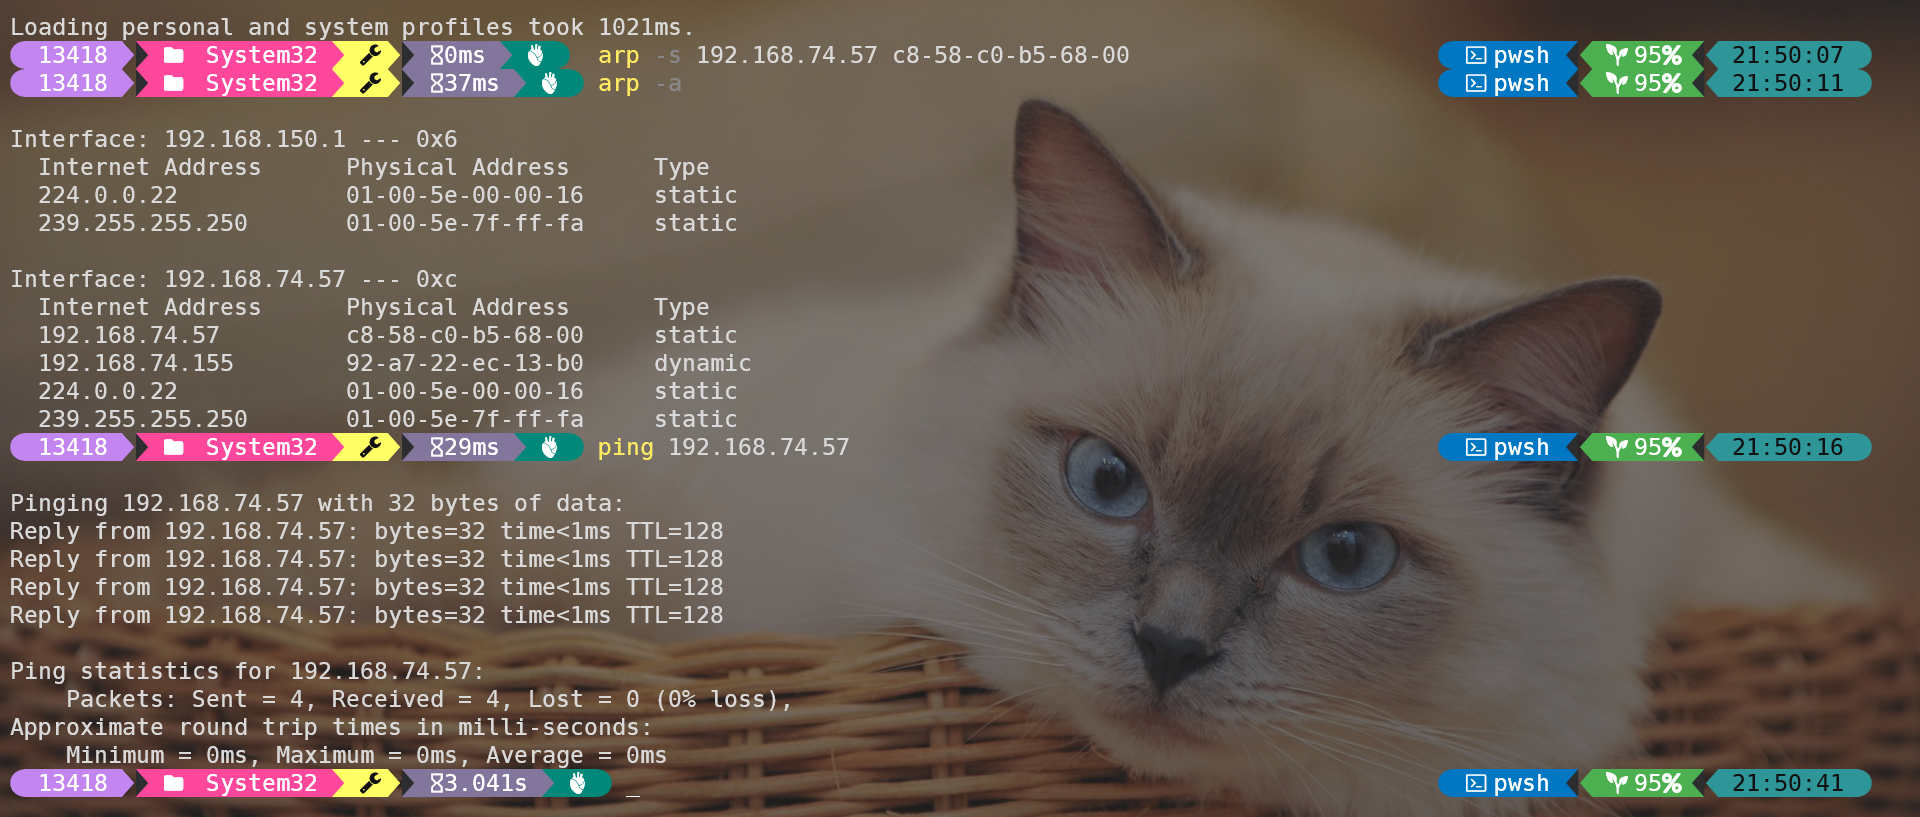 Loading personal and system profiles took 1021ms.
13418 System32 0ms arp -s 192.168.74.57 c8-58-c0-b5-68-00 pwsh 95% 21:50:07
13418 System32 37ms arp -a pwsh 95% 21:50:11
Interface: 192.168.150.1 --- 0x6
Internet Address Physical Address Type
224.0.0.22 01-00-5e-00-00-16 static
239.255.255.250 01-00-5e-7f-ff-fa static
Interface: 192.168.74.57 --- 0xc
Internet Address Physical Address Type
192.168.74.57 c8-58-c0-b5-68-00 static
192.168.74.155 92-a7-22-ec-13-b0 dynamic
224.0.0.22 01-00-5e-00-00-16 static
239.255.255.250 01-00-5e-7f-ff-fa static
13418 System32 29ms ping 192.168.74.57 pwsh 95% 21:50:16
Pinging 192.168.74.57 with 32 bytes of data:
Reply from 192.168.74.57: bytes=32 time<1ms TTL=128
Reply from 192.168.74.57: bytes=32 time<1ms TTL=128
Reply from 192.168.74.57: bytes=32 time<1ms TTL=128
Reply from 192.168.74.57: bytes=32 time<1ms TTL=128
Ping statistics for 192.168.74.57:
Packets: Sent = 4, Received = 4, Lost = 0 (0% loss),
Approximate round trip times in milli-seconds:
Minimum = 0ms, Maximum = 0ms, Average = 0ms
13418 System32 3.041s _ pwsh 95% 21:50:41